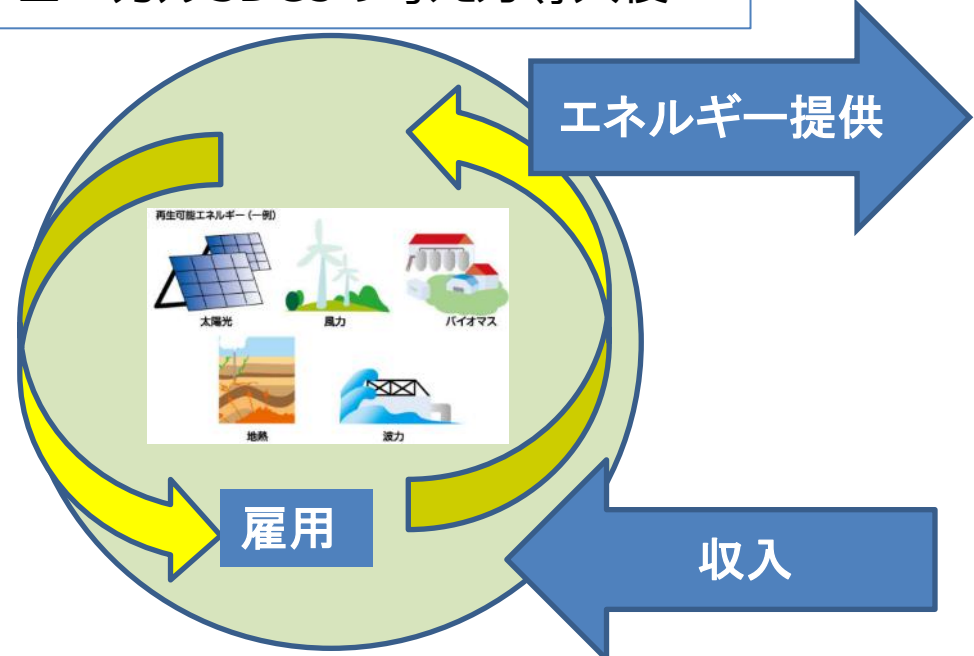 エネルギー提供
再生可能エネルギー（一例）
太陽光
風力
バイオマス
地熱
波力
雇用
収入